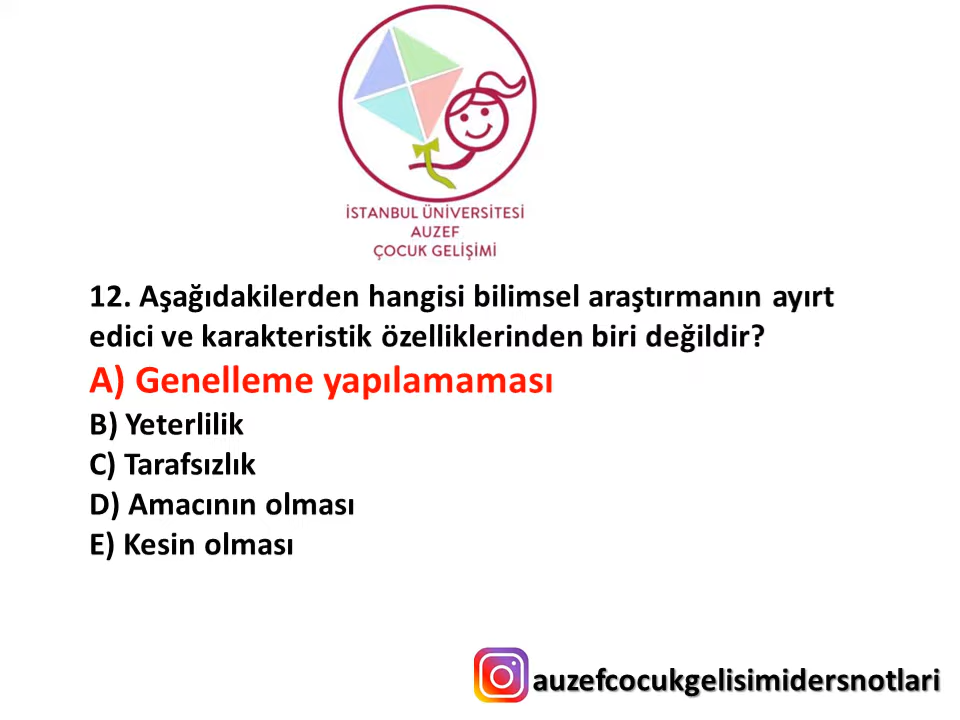 İSTANBUL ÜNİVERSİTESİ
AUZEF
ÇOCUK GELİŞİMİ
12. Aşağıdakilerden hangisi bilimsel araştırmanın ayırt
edici ve karakteristik özelliklerinden biri değildir?
A) Genelleme yapılamaması
B) Yeterlilik
C) Tarafsızlık
D) Amacının olması
E) Kesin olması
auzefcocukgelisimidersnotlari